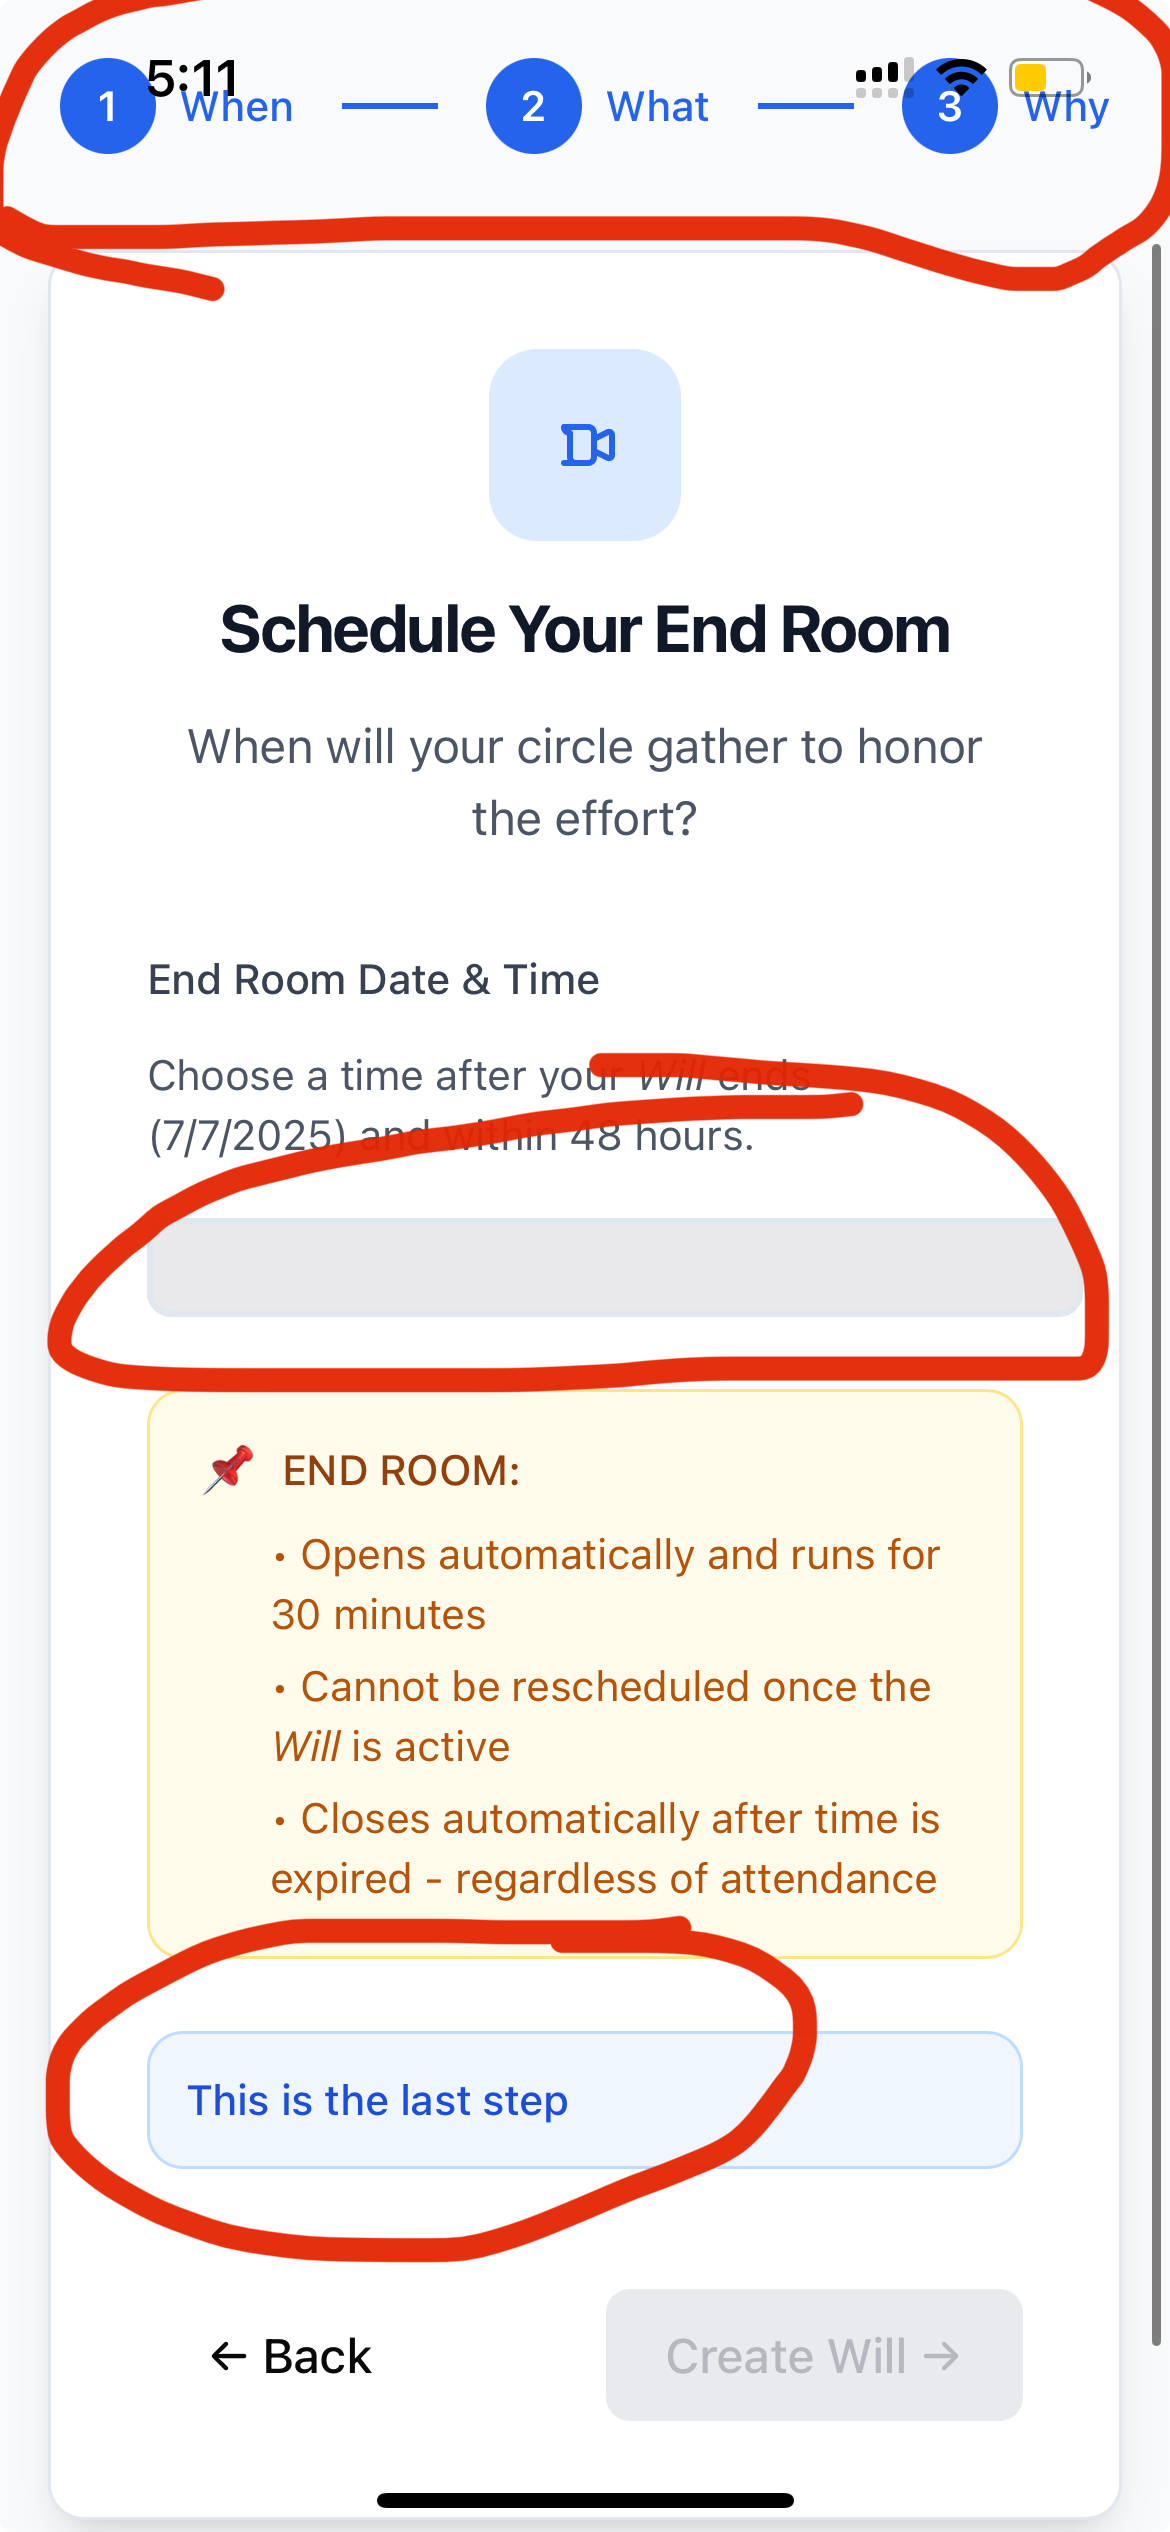 5:11
1 When 2 What 3 Why
Schedule Your End Room
When will your circle gather to honor
the effort?
End Room Date & Time
Choose a time after your Will ends
(7/7/2025) and within 48 hours.
END ROOM:
• Opens automatically and runs for
30 minutes
• Cannot be rescheduled once the
Will is active
• Closes automatically after time is
expired - regardless of attendance
This is the last step
← Back
Create Will →